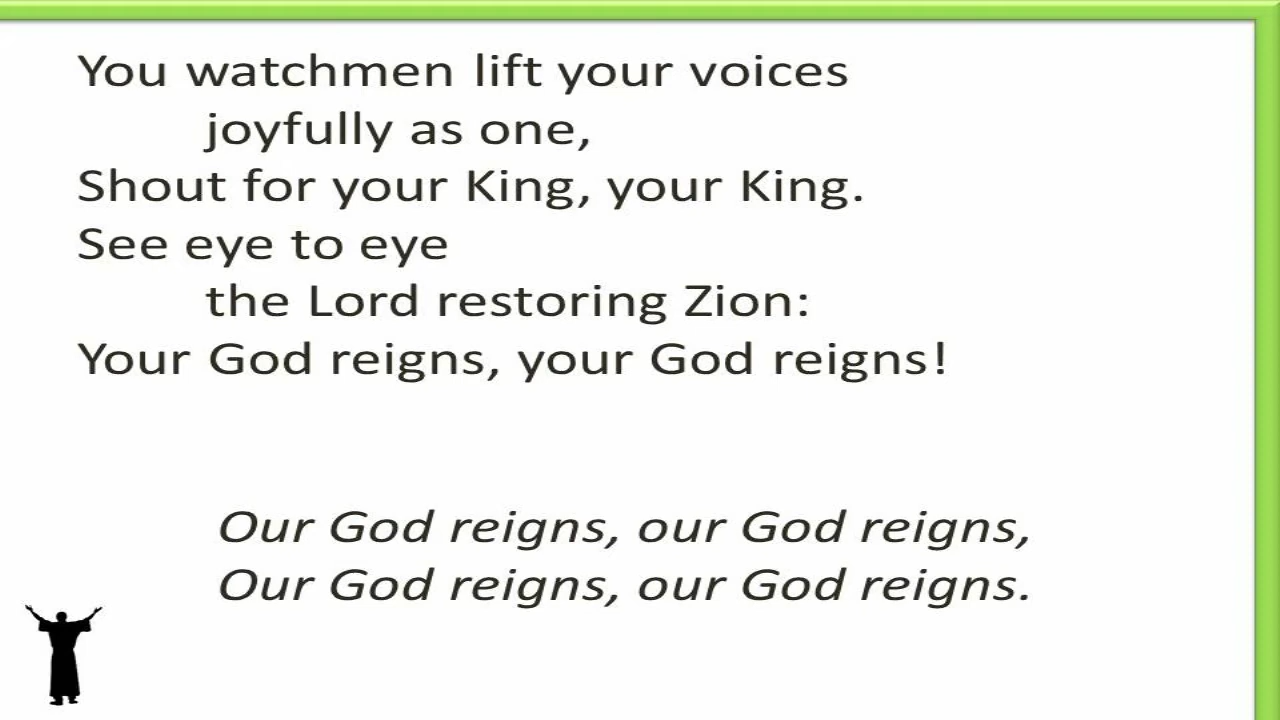 You watchmen lift your voices
joyfully as one,
Shout for your King, your King.
See eye to eye
the Lord restoring Zion:
Your God reigns, your God reigns!
Our God reigns, our God reigns,
Our God reigns, our God reigns.